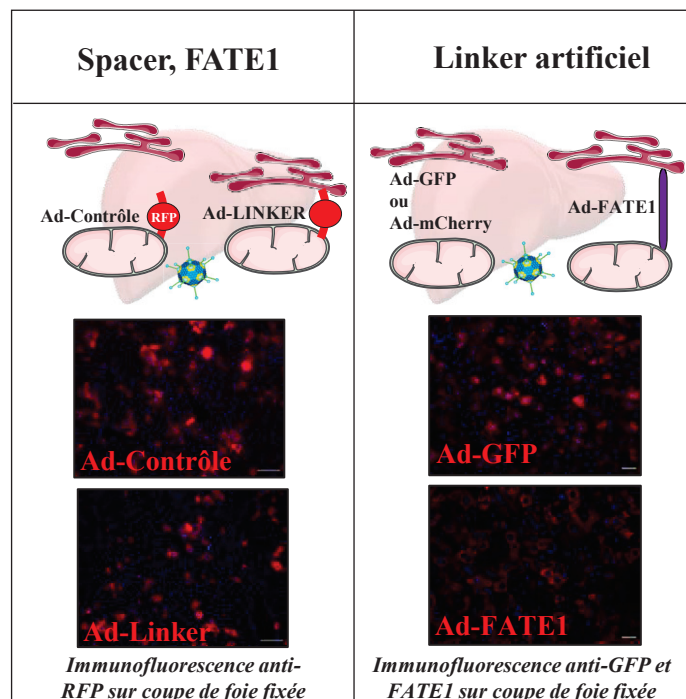 Spacer, FATE1
Linker artificiel
Ad-Contrôle
RFP
Ad-LINKER
Ad-GFP
ou
Ad-mCherry
Ad-FATE1
Ad-Contrôle
Ad-GFP
Ad-Linker
Ad-FATE1
Immunofluorescence anti-
RFP sur coupe de foie fixée
Immunofluorescence anti-GFP et
FATE1 sur coupe de foie fixée